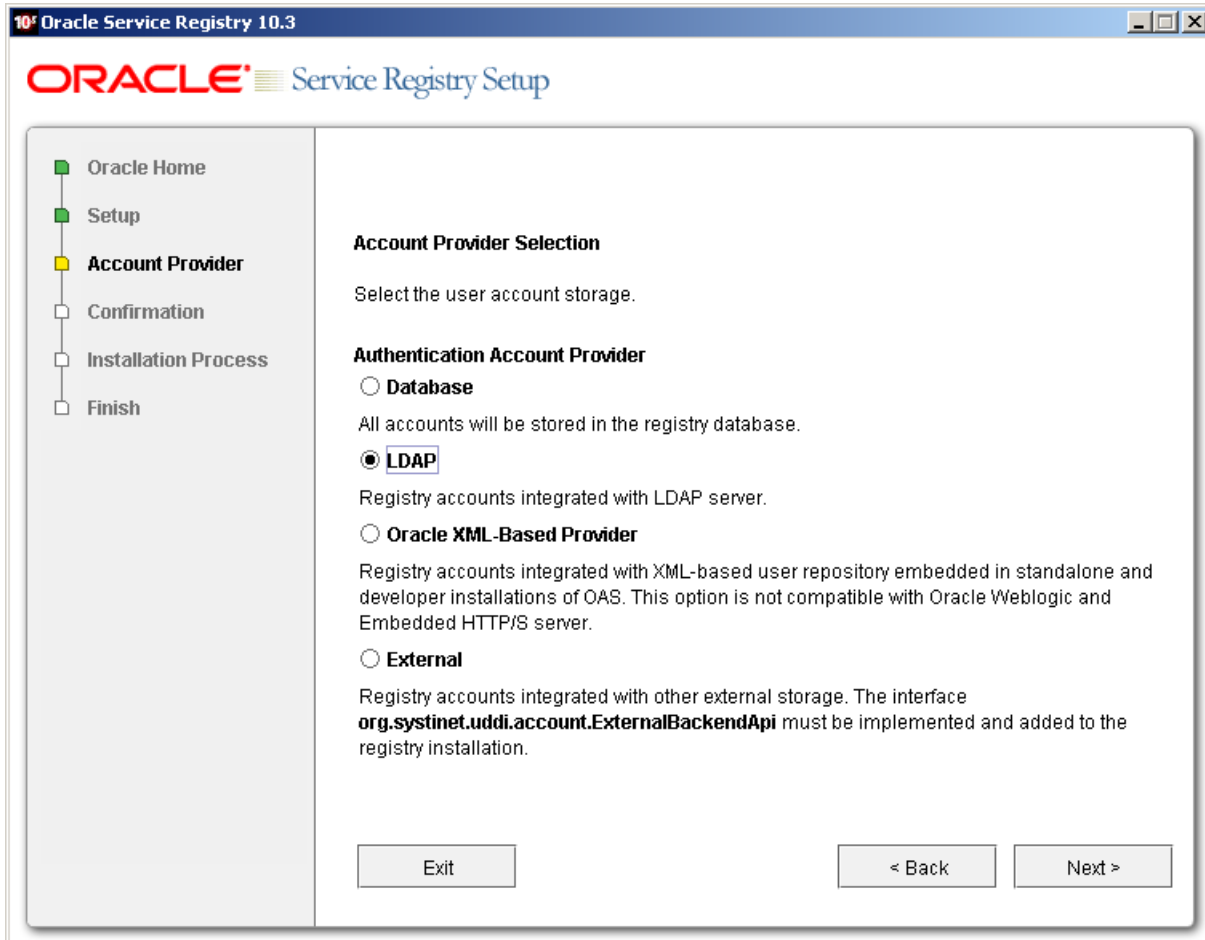 10g Oracle Service Registry 10.3
ORACLE Service Registry Setup
Oracle Home
Setup
Account Provider
Confirmation
Installation Process
Finish
Account Provider Selection
Select the user account storage.
Authentication Account Provider
Database
All accounts will be stored in the registry database.
LDAP
Registry accounts integrated with LDAP server.
Oracle XML-Based Provider
Registry accounts integrated with XML-based user repository embedded in standalone and
developer installations of OAS. This option is not compatible with Oracle Weblogic and
Embedded HTTP/S server.
External
Registry accounts integrated with other external storage. The interface
org.systinet.uddi.account.ExternalBackendApi must be implemented and added to the
registry installation.
Exit
< Back
Next >